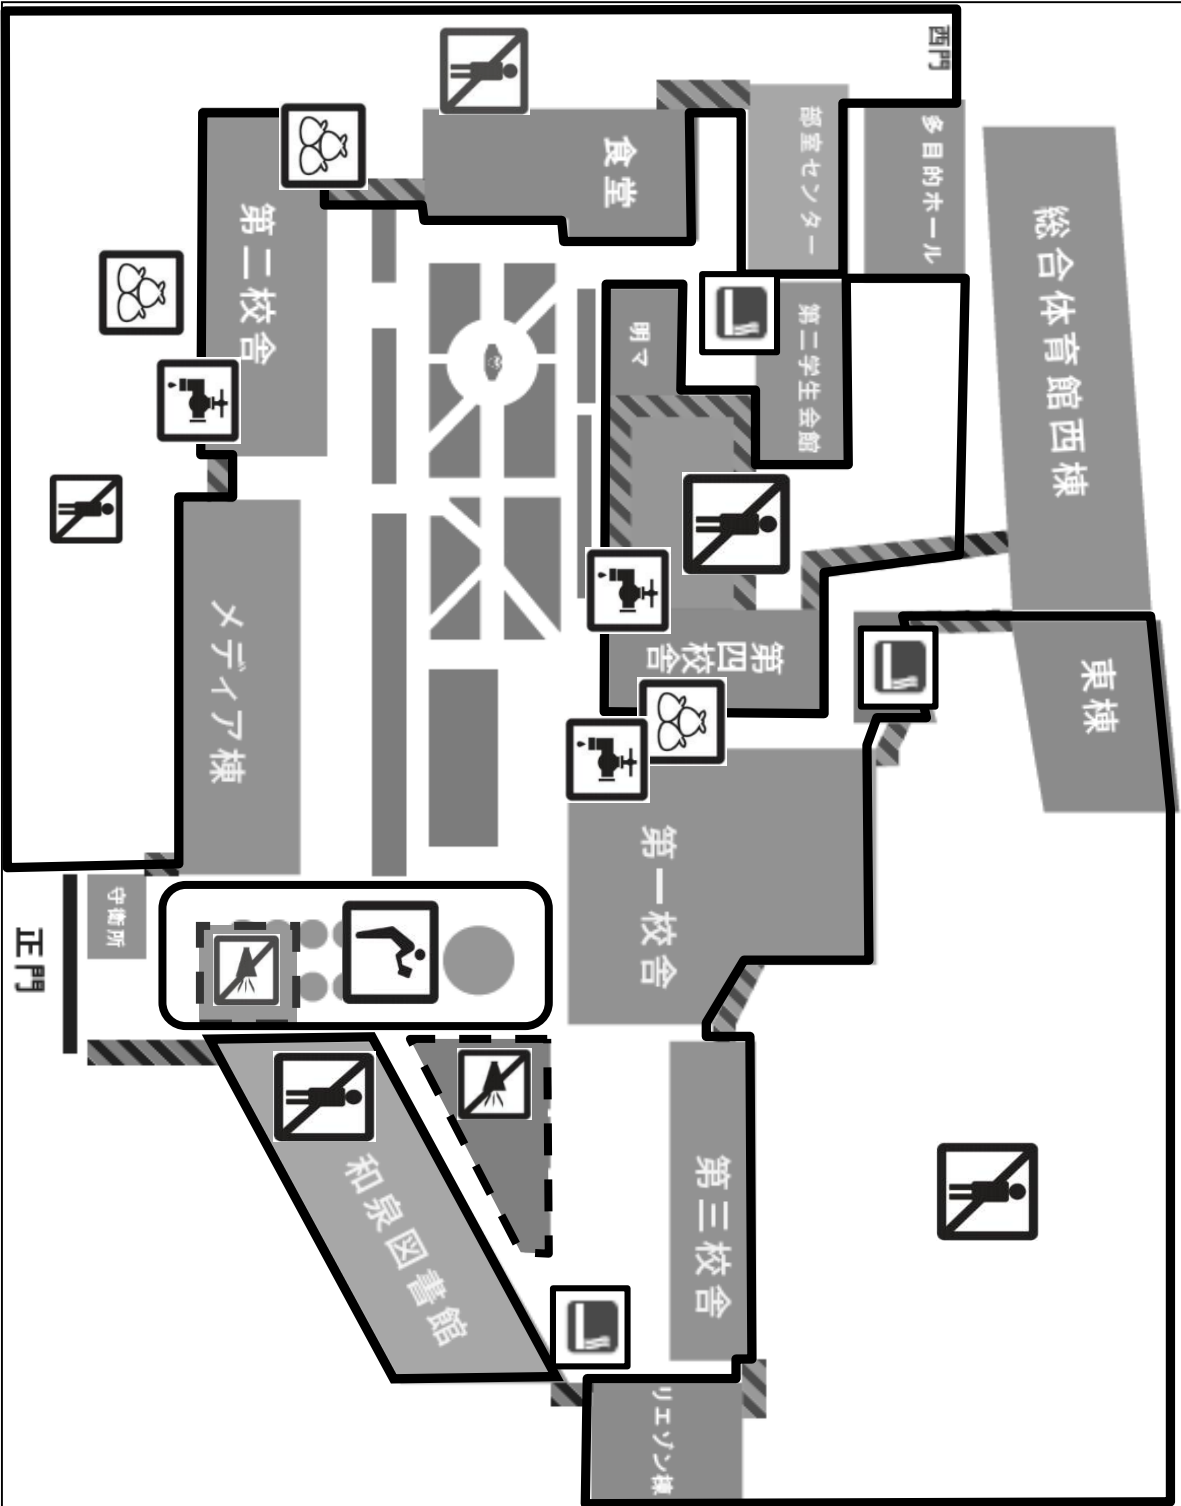 西門
多目的ホール
部室センター
食堂
総合体育館西棟
第二校舎
明マ
第二学生会館
メディア棟
第四校舎
東棟
第一校舎
守衛所
正門
第三校舎
和泉図書館
リエゾン棟